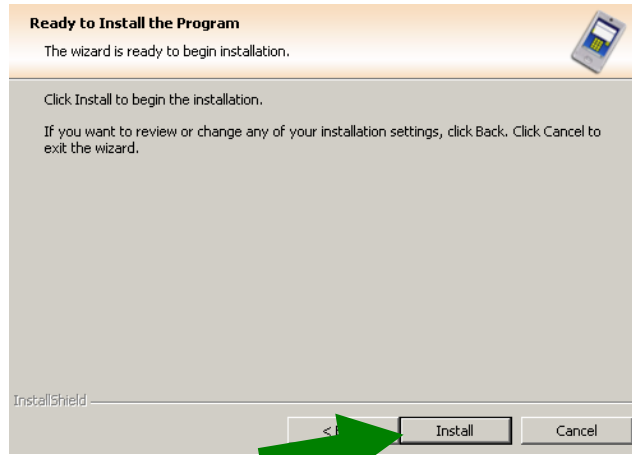 Ready to Install the Program
The wizard is ready to begin installation.
Click Install to begin the installation.
If you want to review or change any of your installation settings, click Back. Click Cancel to
exit the wizard.
InstallShield
<
Install
Cancel